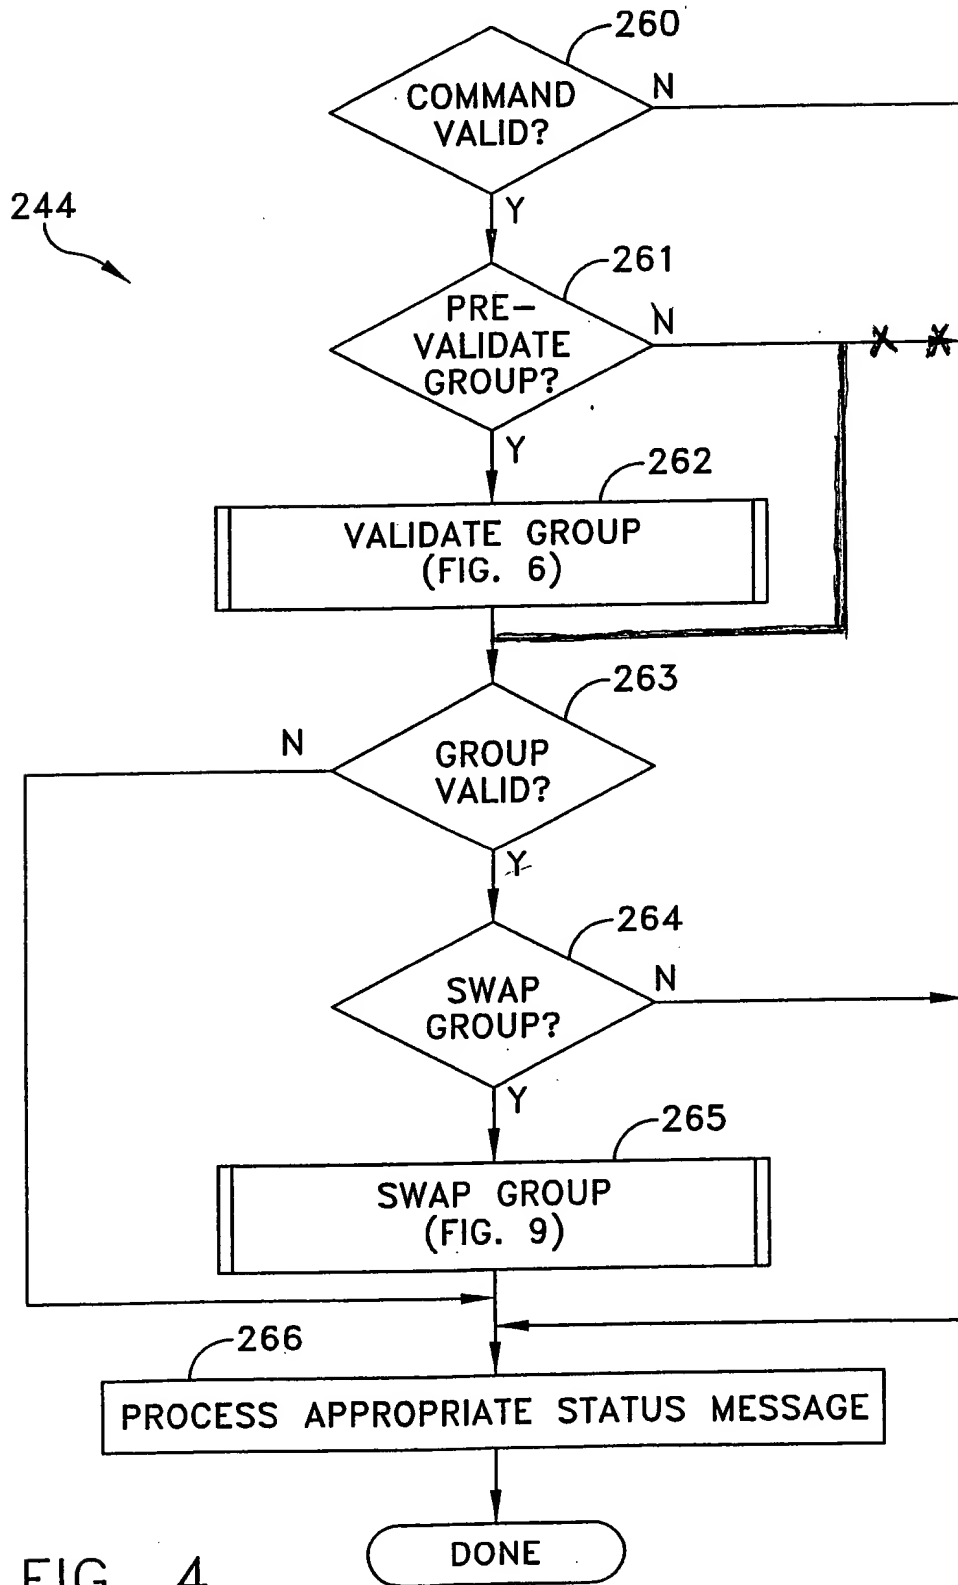 260
COMMAND
VALID?
N
Y
244
261
PRE-
VALIDATE
GROUP?
N
Y
262
VALIDATE GROUP
(FIG. 6)
263
N
GROUP
VALID?
Y
264
SWAP
GROUP?
N
Y
265
SWAP GROUP
(FIG. 9)
266
PROCESS APPROPRIATE STATUS MESSAGE
DONE
FIG. 4